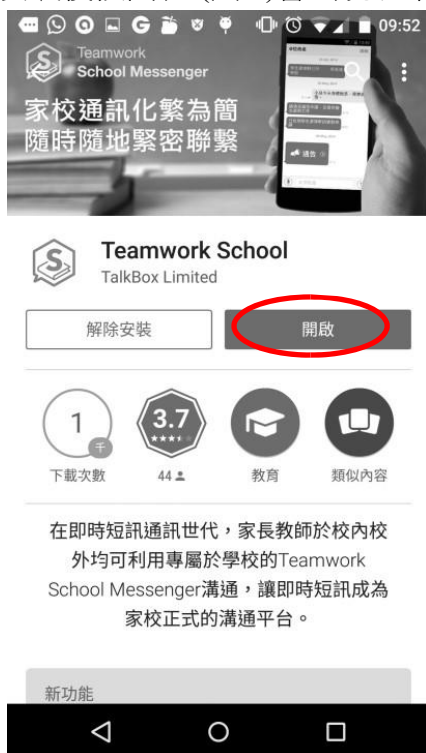 09:52
Teamwork
School Messenger
家校通訊化繁為簡
隨時隨地緊密聯繫
通告
Teamwork School
TalkBox Limited
解除安裝
開啟
1
千
3.7
下載次數
44
教育
類似內容
在即時短訊通訊世代，家長教師於校內校
外均可利用專屬於學校的Teamwork
School Messenger溝通，讓即時短訊成為
家校正式的溝通平台。
新功能